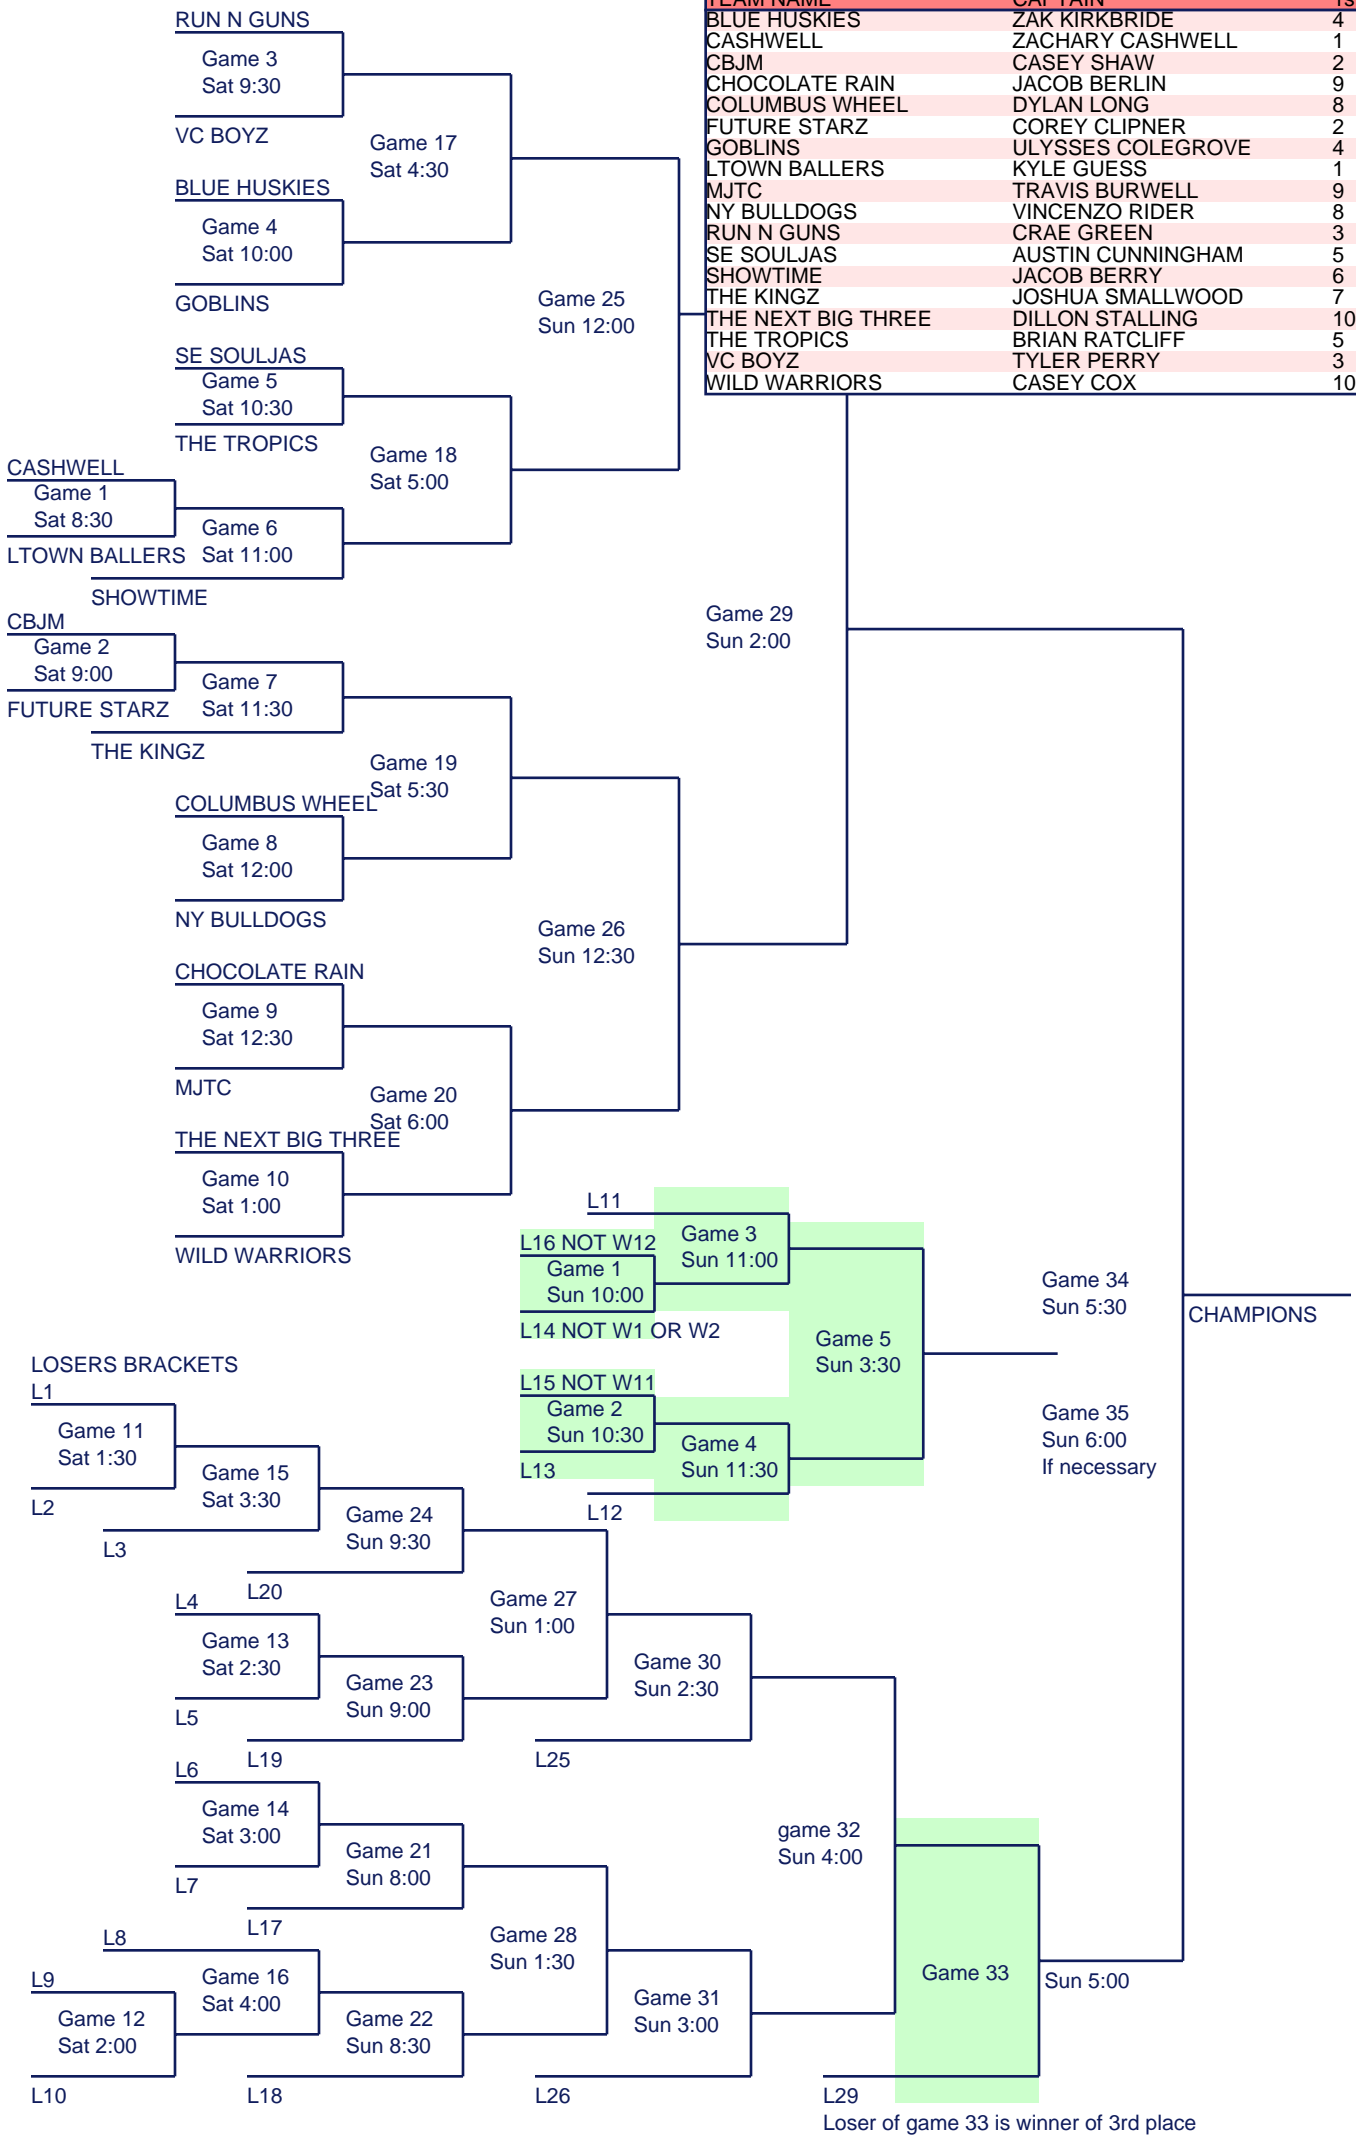 TEAM NAME CAPTAIN
BLUE HUSKIES ZAK KIRKBRIDE 4
CASHWELL ZACHARY CASHWELL 1
CBJM CASEY SHAW 2
CHOCOLATE RAIN JACOB BERLIN 9
COLUMBUS WHEEL DYLAN LONG 8
FUTURE STARZ COREY CLIPNER 2
GOBLINS ULYSSES COLEGROVE 4
LTOWN BALLERS KYLE GUESS 1
MJTC TRAVIS BURWELL 9
NY BULLDOGS VINCENZO RIDER 8
RUN N GUNS CRAE GREEN 3
SE SOULJAS AUSTIN CUNNINGHAM 5
SHOWTIME JACOB BERRY 6
THE KINGZ JOSHUA SMALLWOOD 7
THE NEXT BIG THREE DILLON STALLING 10
THE TROPICS BRIAN RATCLIFF 5
VC BOYZ TYLER PERRY 3
WILD WARRIORS CASEY COX 10
RUN N GUNS
Game 3
Sat 9:30
VC BOYZ
Game 17
Sat 4:30
BLUE HUSKIES
Game 4
Sat 10:00
GOBLINS
Game 25
Sun 12:00
SE SOULJAS
Game 5
Sat 10:30
THE TROPICS
Game 18
Sat 5:00
CASHWELL
Game 1
Sat 8:30
LTOWN BALLERS
Game 6
Sat 11:00
SHOWTIME
Game 29
Sun 2:00
CBJM
Game 2
Sat 9:00
FUTURE STARZ
Game 7
Sat 11:30
THE KINGZ
Game 19
Sat 5:30
COLUMBUS WHEEL
Game 8
Sat 12:00
NY BULLDOGS
Game 26
Sun 12:30
CHOCOLATE RAIN
Game 9
Sat 12:30
MJTC
Game 20
Sat 6:00
THE NEXT BIG THREE
Game 10
Sat 1:00
WILD WARRIORS
L11
Game 3
Sun 11:00
L16 NOT W12
Game 1
Sun 10:00
L14 NOT W1 OR W2
Game 5
Sun 3:30
L15 NOT W11
Game 2
Sun 10:30
L13
Game 4
Sun 11:30
L12
Game 34
Sun 5:30
CHAMPIONS
Game 35
Sun 6:00
If necessary
LOSERS BRACKETS
L1
Game 11
Sat 1:30
L2
Game 15
Sat 3:30
L3
Game 24
Sun 9:30
L20
L4
Game 13
Sat 2:30
L5
Game 23
Sun 9:00
L19
Game 27
Sun 1:00
Game 30
Sun 2:30
L25
L6
Game 14
Sat 3:00
L7
Game 21
Sun 8:00
L17
game 32
Sun 4:00
L8
L9
Game 16
Sat 4:00
Game 12
Sat 2:00
L10
Game 22
Sun 8:30
L18
Game 28
Sun 1:30
Game 31
Sun 3:00
L26
Game 33
Sun 5:00
L29
Loser of game 33 is winner of 3rd place